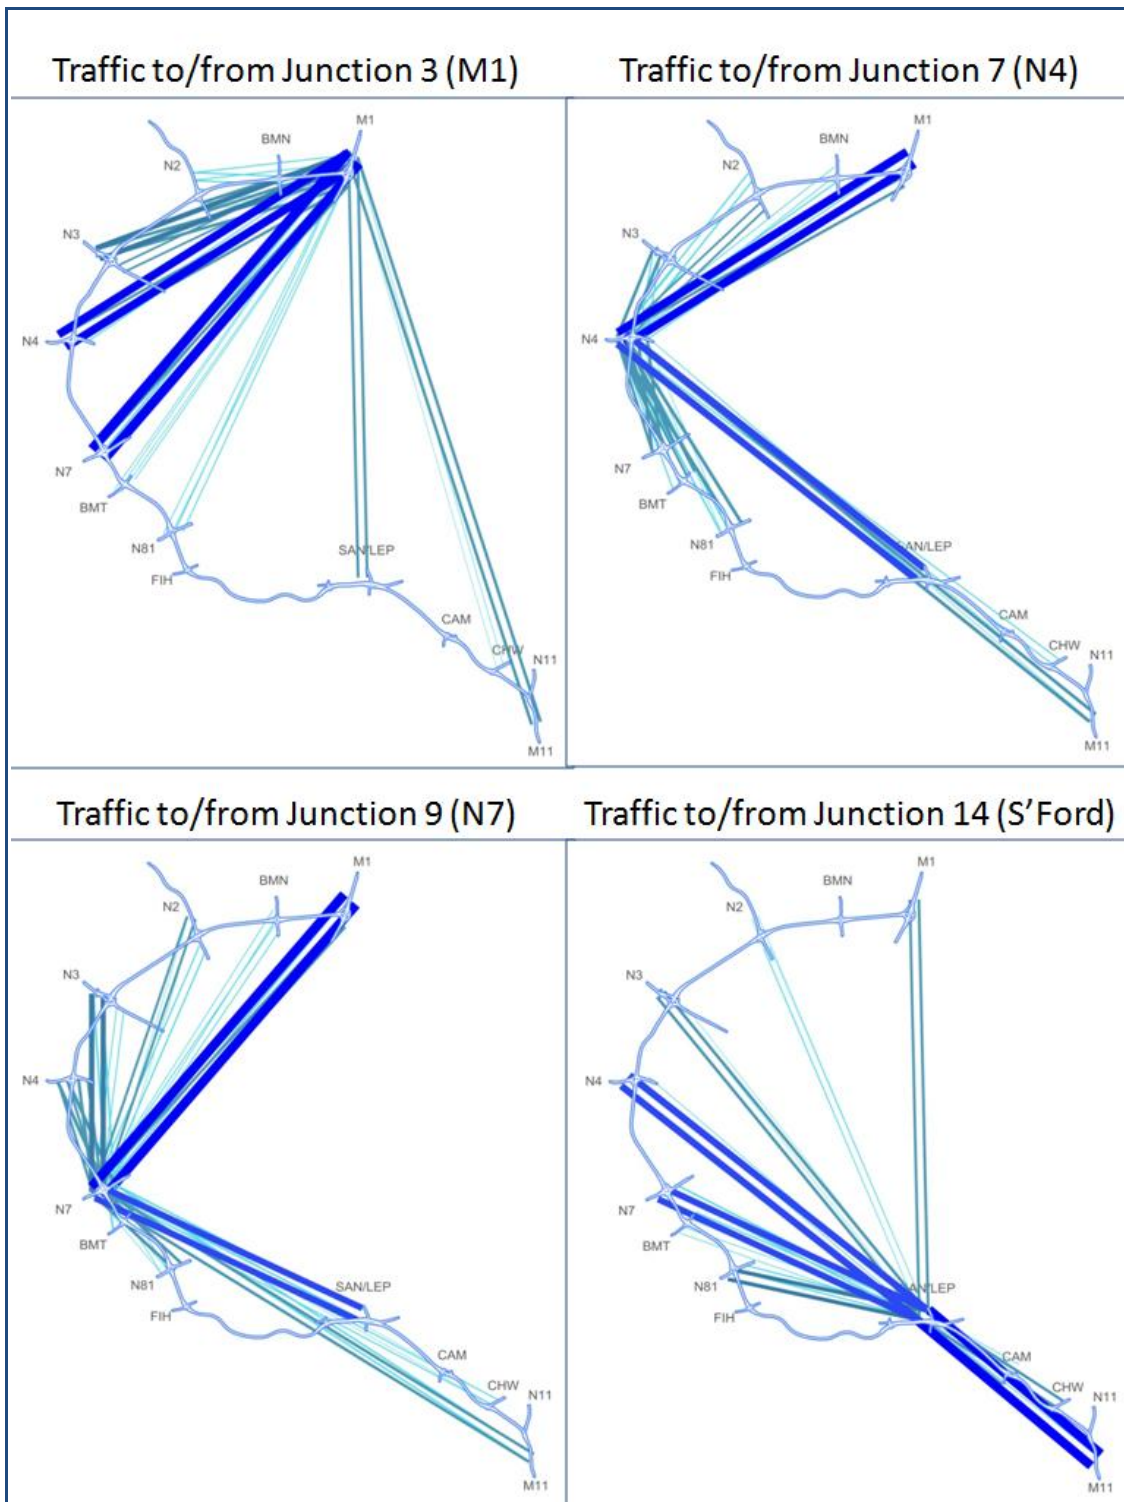 Traffic to/from Junction 3 (M1)
Traffic to/from Junction 7 (N4)
M1
BMN
N2
N3
N4
N7
BMT
N81
FIH
SAN/LEP
CAM
CHW
N11
M11
M1
BMN
N2
N3
N4
N7
BMT
N81
FIH
SAN/LEP
CAM
CHW
N11
M11
Traffic to/from Junction 9 (N7)
Traffic to/from Junction 14 (S'Ford)
M1
BMN
N2
N3
N4
N7
BMT
N81
FIH
SAN/LEP
CAM
CHW
N11
M11
M1
BMN
N2
N3
N4
N7
BMT
N81
FIH
SAN/LEP
CAM
CHW
N11
M11